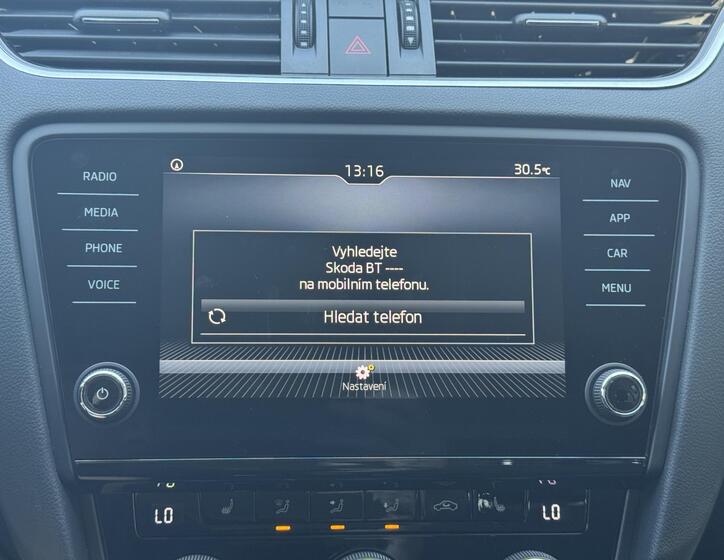 RADIO
MEDIA
PHONE
VOICE
13:16
30.5°C
Vyhledejte
Skoda BT ----
na mobilním telefonu.
Hledat telefon
Nastavení
NAV
APP
CAR
MENU
LO
LO